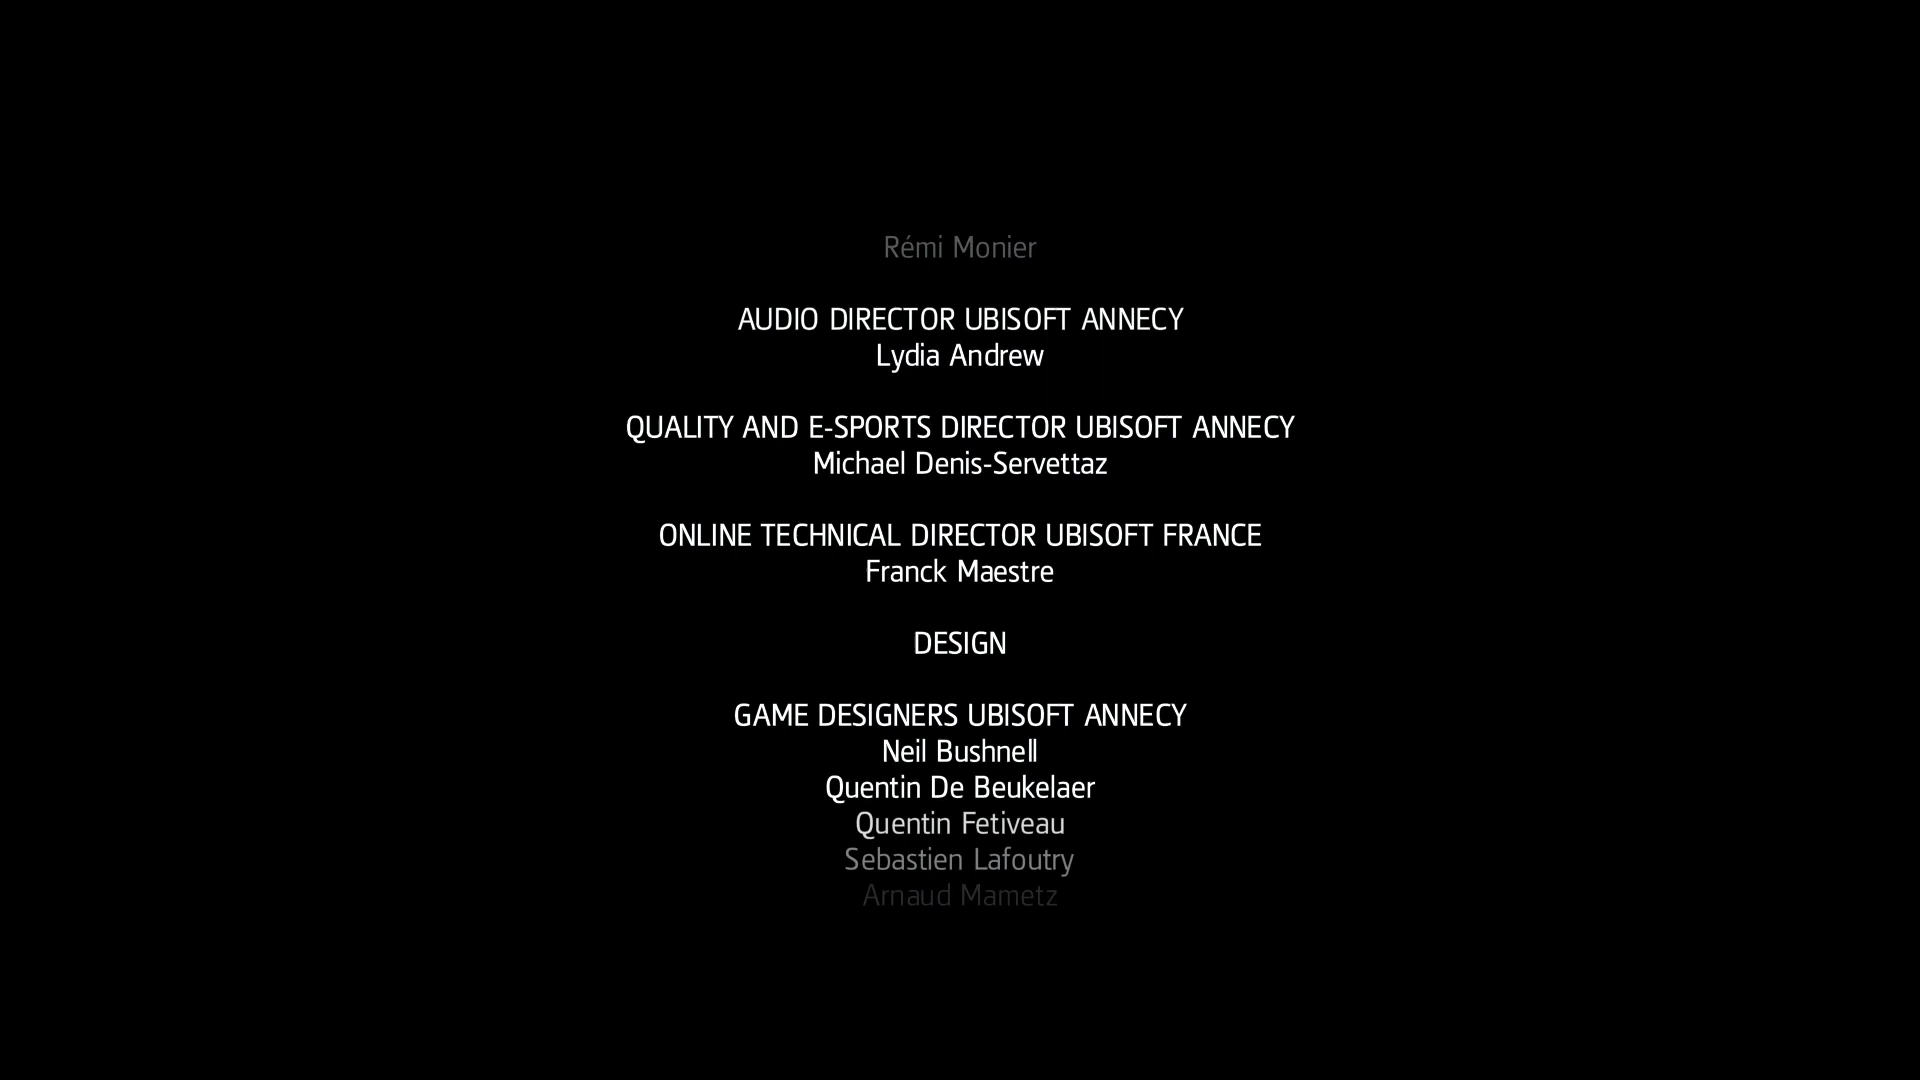 Rémi Monier
AUDIO DIRECTOR UBISOFT ANNECY
Lydia Andrew
QUALITY AND E-SPORTS DIRECTOR UBISOFT ANNECY
Michael Denis-Servettaz
ONLINE TECHNICAL DIRECTOR UBISOFT FRANCE
Franck Maestre
DESIGN
GAME DESIGNERS UBISOFT ANNECY
Neil Bushnell
Quentin De Beukelaer
Quentin Fetiveau
Sebastien Lafoutry
Arnaud Mametz